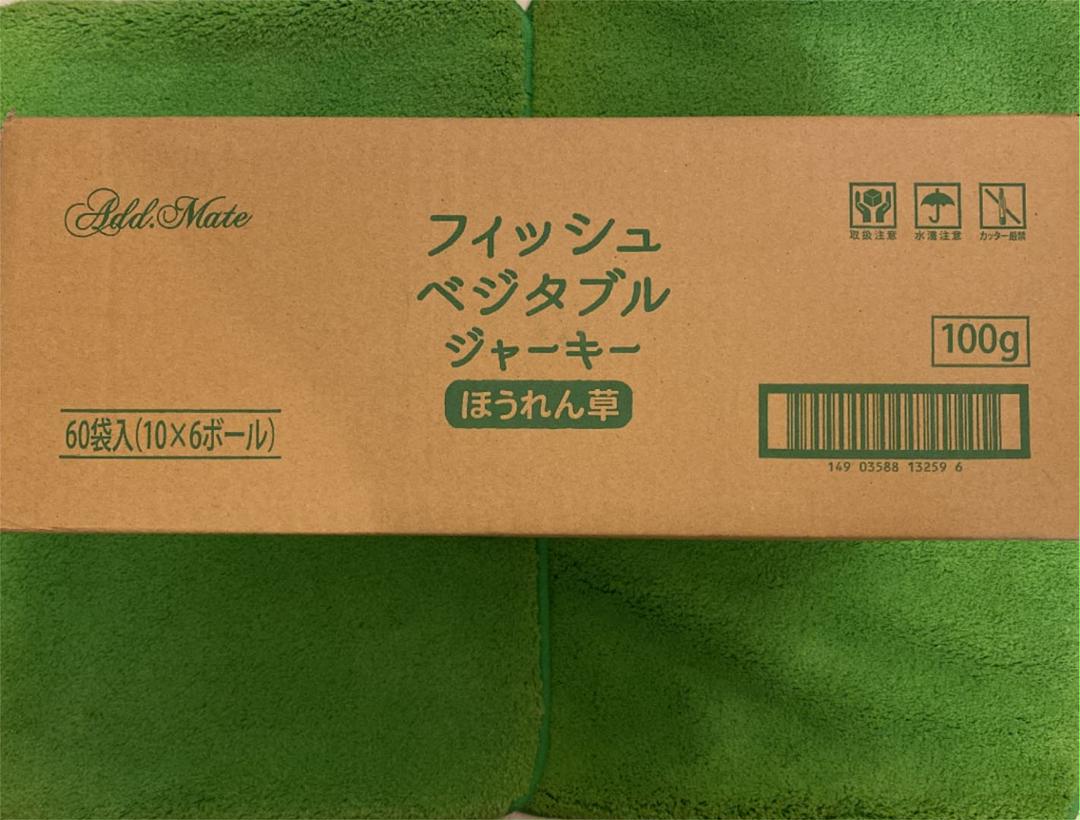 Add.Mate
フィッシュ
ベジタブル
ジャーキー
ほうれん草
取扱注意
水濡注意
カッター厳禁
100g
60袋入(10×6ボール)
149 03588 13259 6